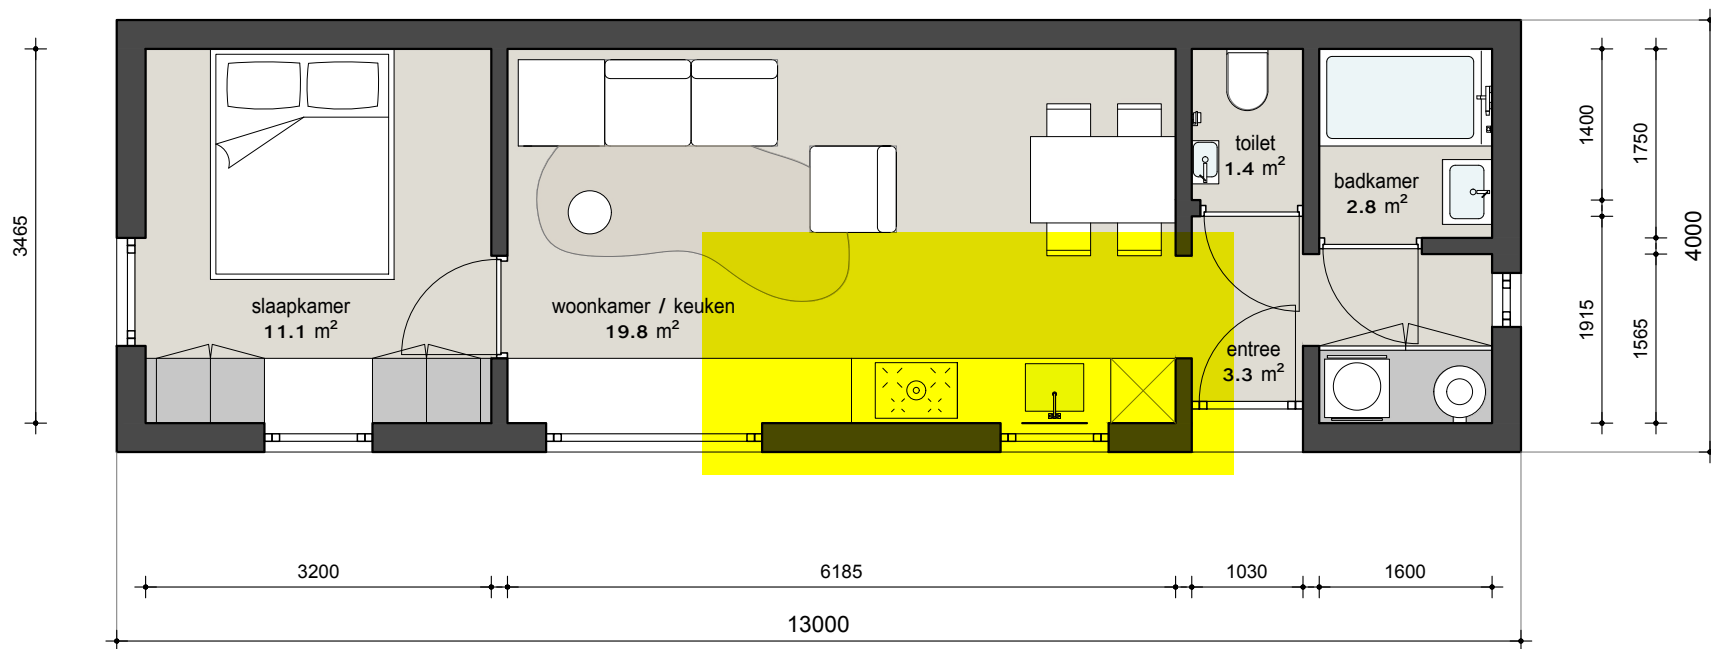 toilet
1.4 m²
badkamer
2.8 m²
slaapkamer
11.1 m²
woonkamer / keuken
19.8 m²
entree
3.3 m²
3465
1400
1750
4000
1915
1565
3200
6185
1030
1600
13000